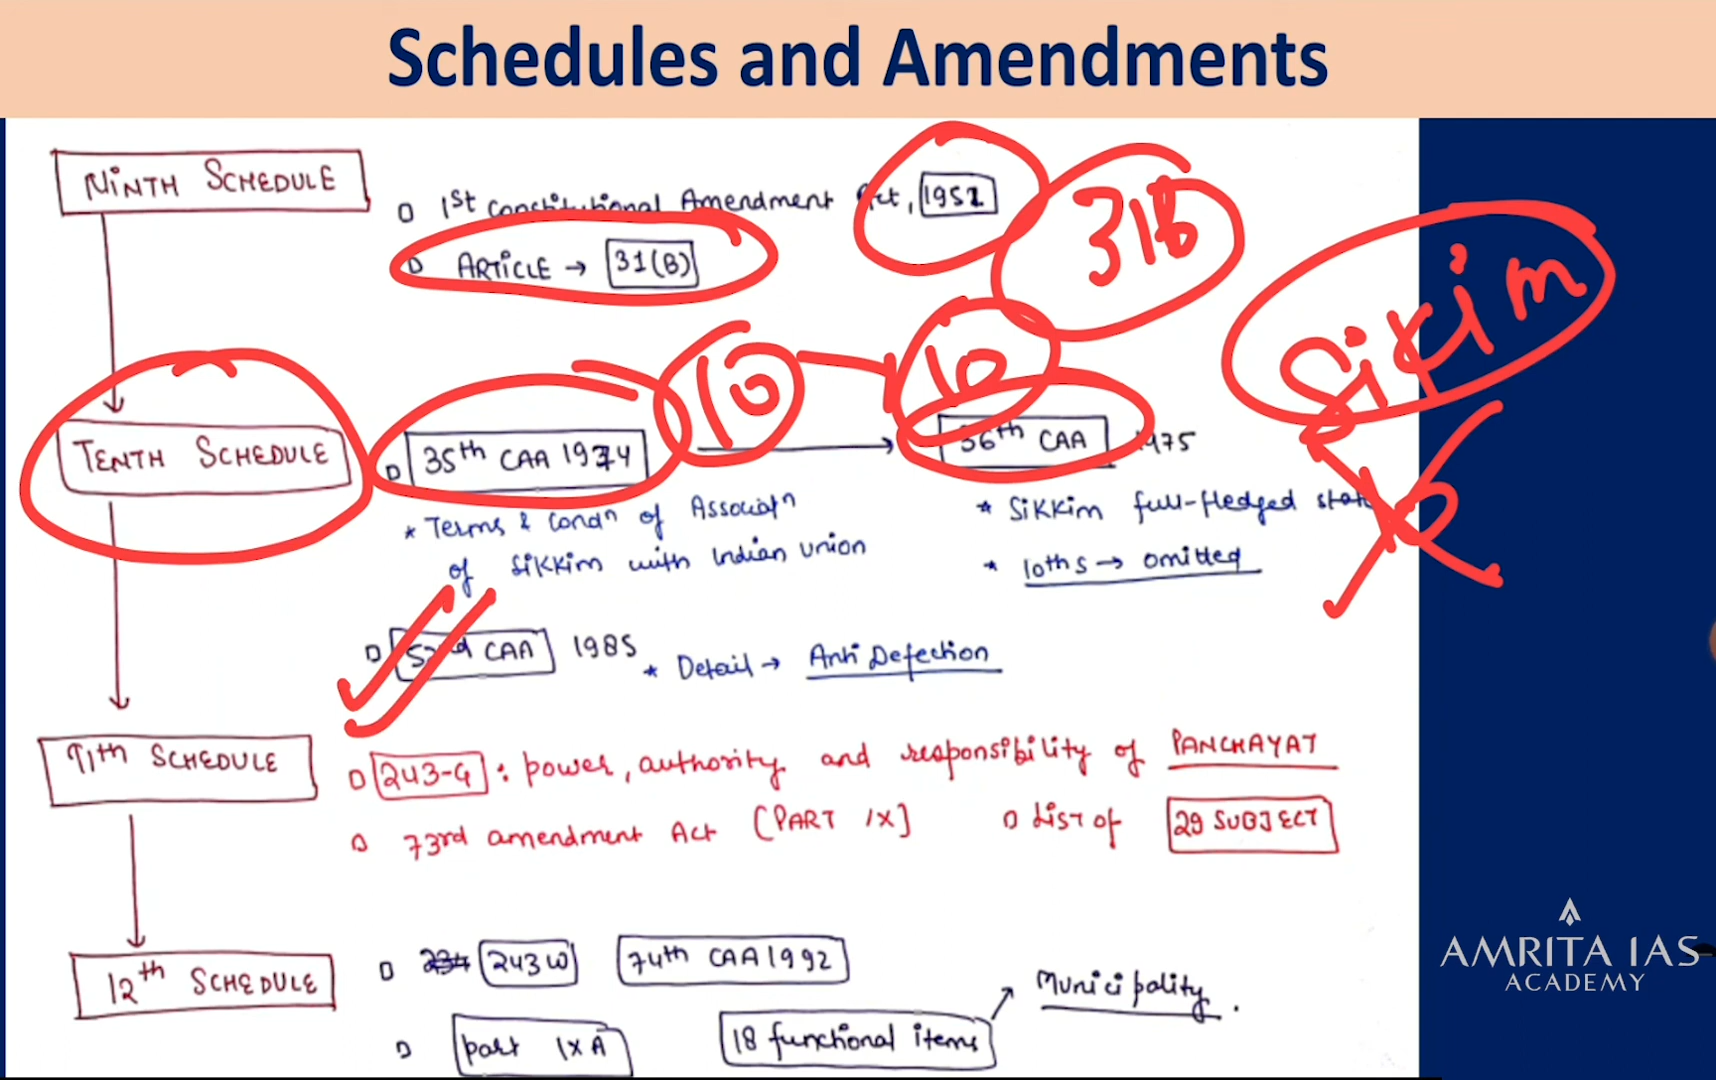 Schedules and Amendments
NINTH SCHEDULE
1st Constitutional Amendment Act, 1951
31B
ARTICLE → 31(B)
Sikkim
10
10
TENTH SCHEDULE
35th CAA 1974
36th CAA 1975
* Terms & Condn of Associatn
of Sikkim with Indian Union
* Sikkim full-fledged state
* 10th S → omitted
52nd CAA 1985
* Detail → Anti Defection
11th SCHEDULE
243-G : power, authority and responsibility of PANCHAYAT
73rd amendment Act (PART IX] List of 29 SUBJECT
12th SCHEDULE
243W 74th CAA 1992
Municipality.
part IXA 18 functional items
AMRITA IAS
ACADEMY